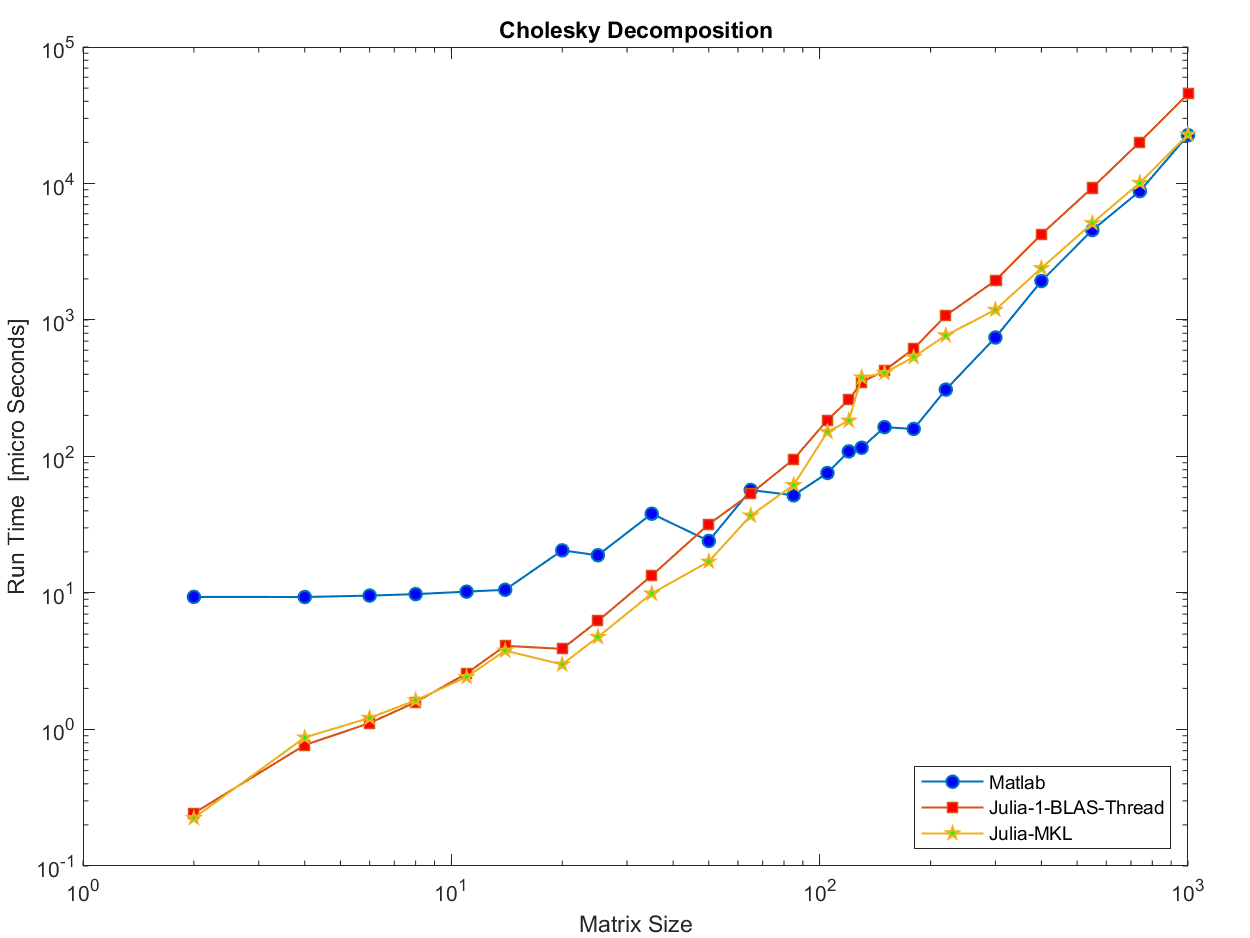 Cholesky Decomposition
10^5
10^4
10^3
10^2
10^1
10^0
10^-1
Run Time [micro Seconds]
10^0
10^1
10^2
10^3
Matrix Size
Matlab
Julia-1-BLAS-Thread
Julia-MKL